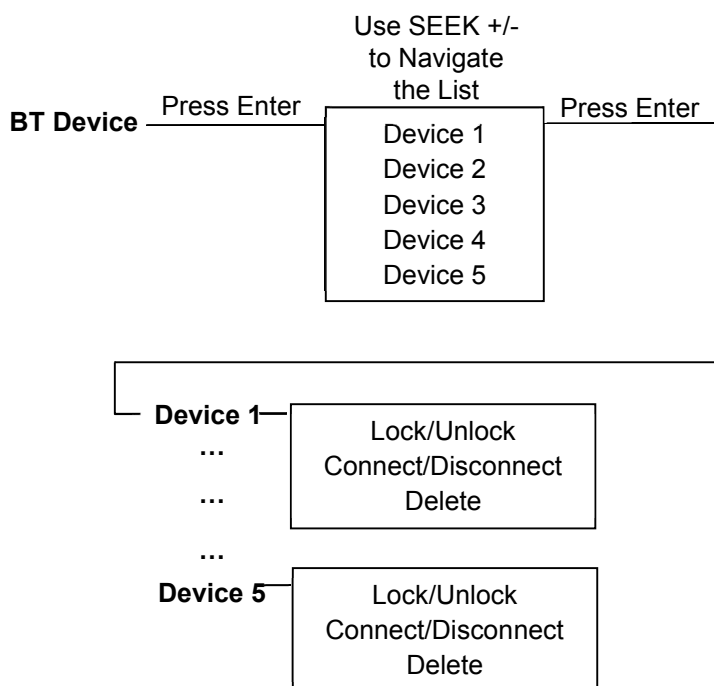 Use SEEK +/-
to Navigate
the List
BT Device
Press Enter
Press Enter
Device 1
Device 2
Device 3
Device 4
Device 5
Device 1
Lock/Unlock
Connect/Disconnect
Delete
...
...
...
Device 5
Lock/Unlock
Connect/Disconnect
Delete